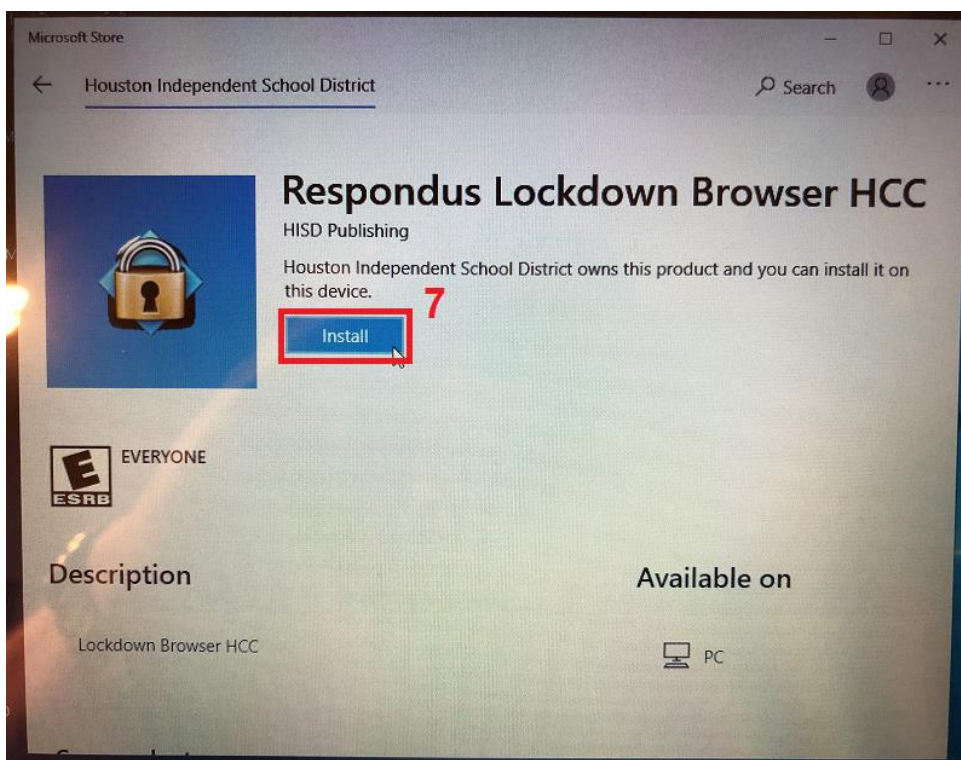 Microsoft Store
Houston Independent School District
Search
Respondus Lockdown Browser HCC
HISD Publishing
Houston Independent School District owns this product and you can install it on
this device.
7
Install
EVERYONE
E
ESRB
Description
Available on
Lockdown Browser HCC
PC